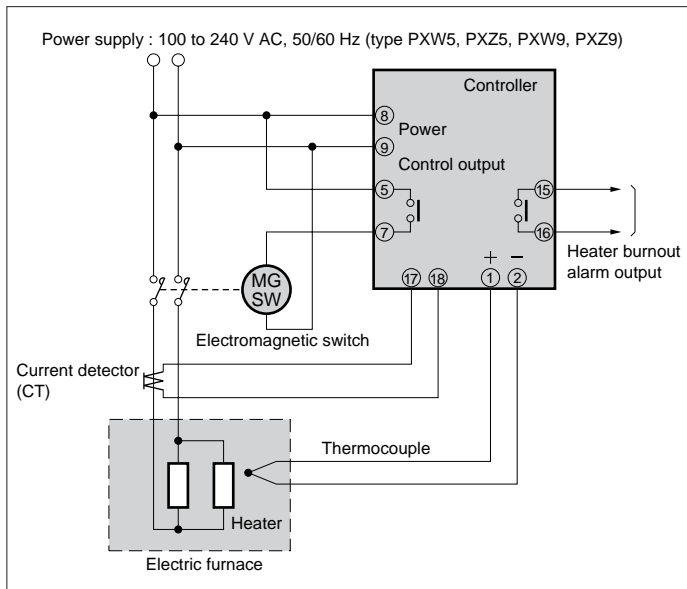 Power supply : 100 to 240 V AC, 50/60 Hz (type PXW5, PXZ5, PXW9, PXZ9)
Controller
8
Power
9
Control output
5
15
7
16
Heater burnout
alarm output
+ −
17 18 1 2
MG
SW
Electromagnetic switch
Current detector
(CT)
Thermocouple
Heater
Electric furnace